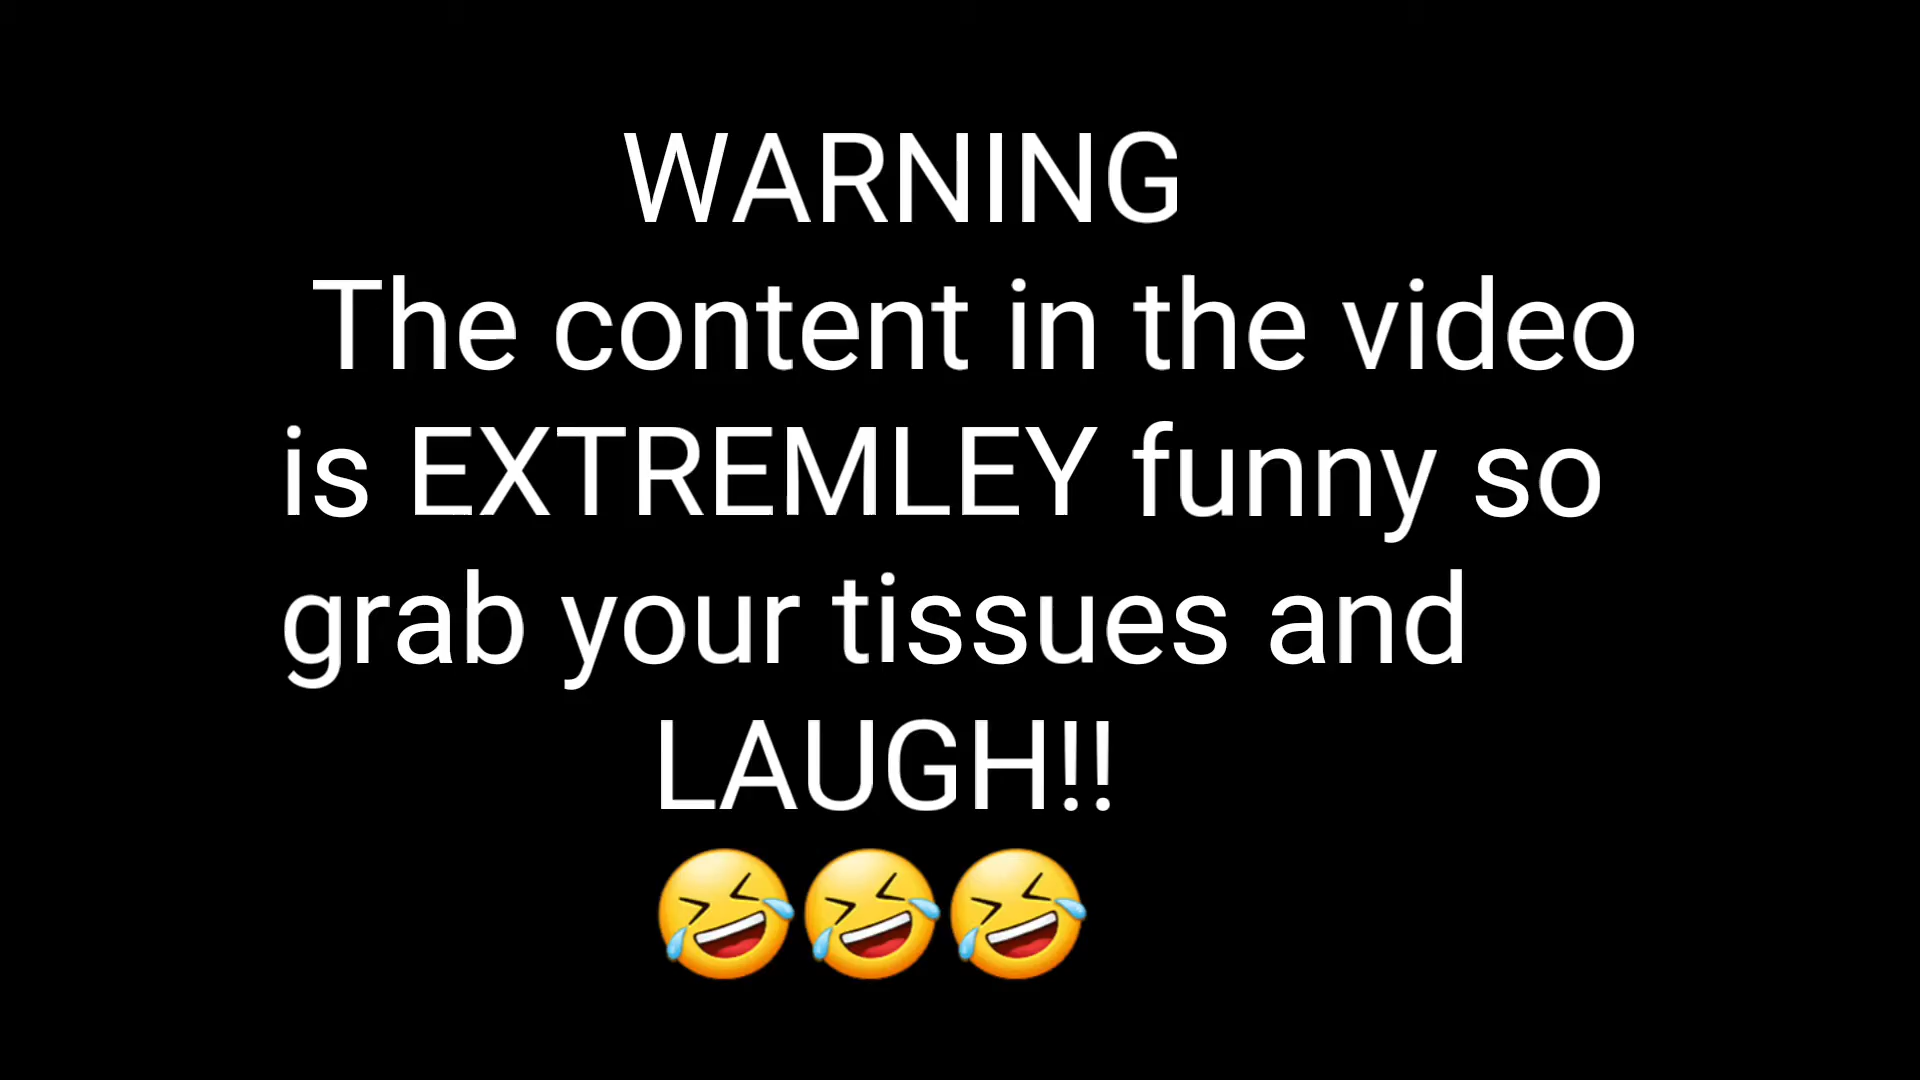 WARNING
The content in the video
is EXTREMLEY funny so
grab your tissues and
LAUGH!!
🤣🤣🤣